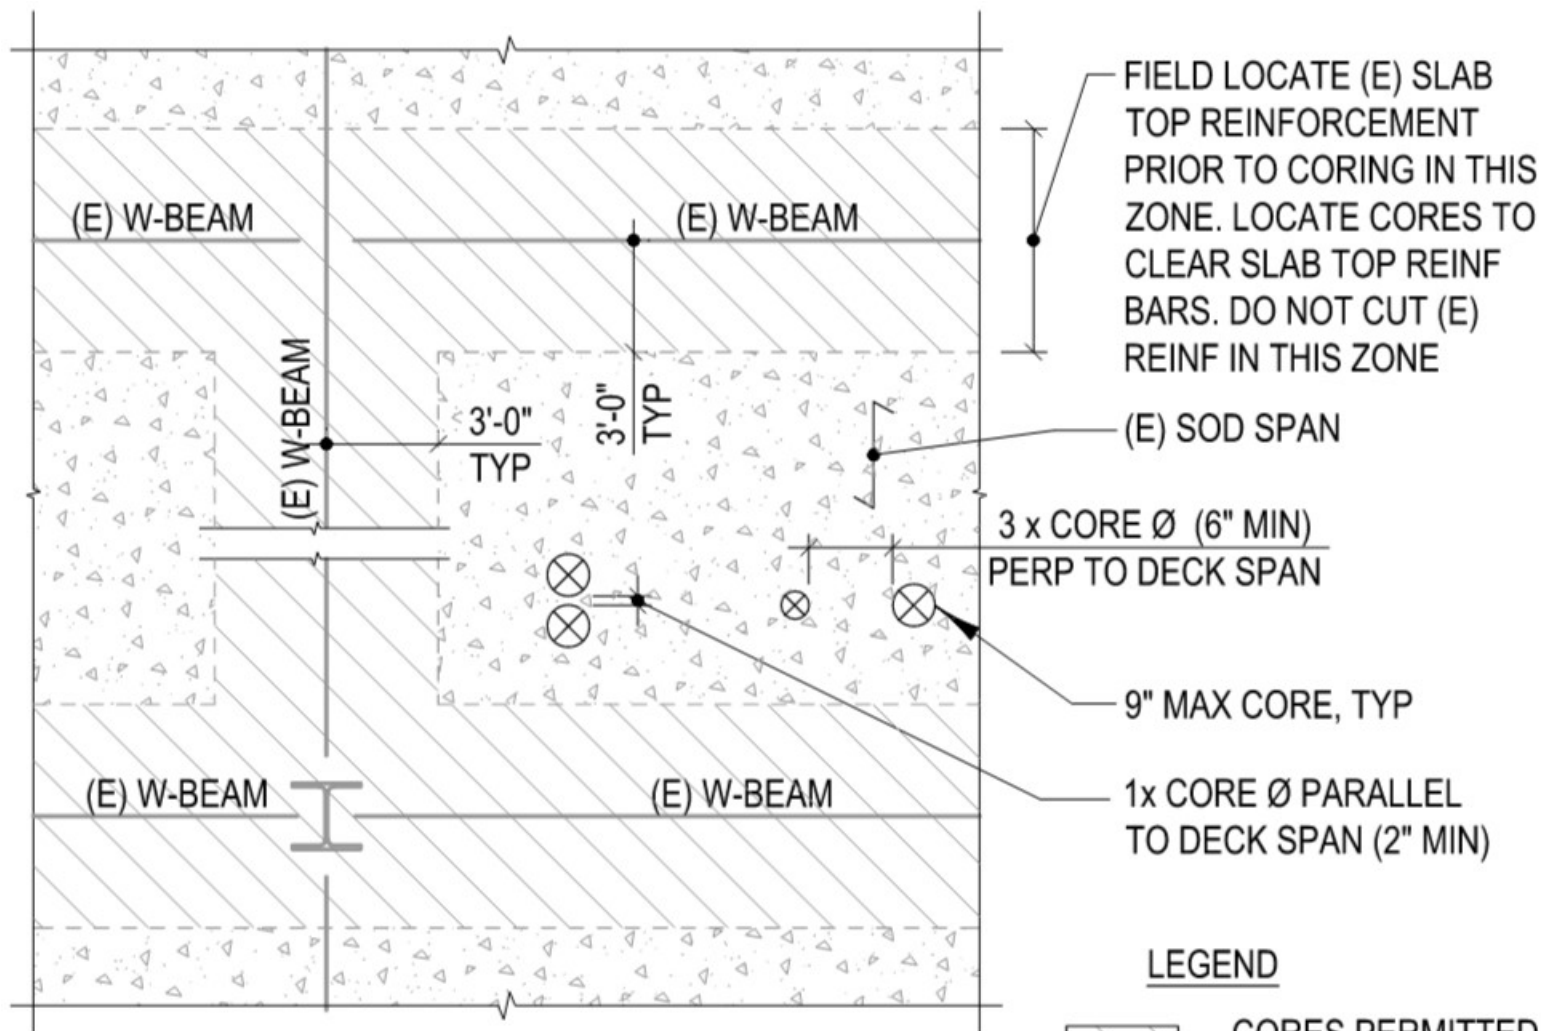 FIELD LOCATE (E) SLAB
TOP REINFORCEMENT
PRIOR TO CORING IN THIS
ZONE. LOCATE CORES TO
CLEAR SLAB TOP REINF
BARS. DO NOT CUT (E)
REINF IN THIS ZONE
(E) W-BEAM
(E) W-BEAM
(E) W-BEAM
3'-0"
TYP
3'-0"
TYP
(E) SOD SPAN
3 x CORE Ø (6" MIN)
PERP TO DECK SPAN
9" MAX CORE, TYP
(E) W-BEAM
(E) W-BEAM
1x CORE Ø PARALLEL
TO DECK SPAN (2" MIN)
LEGEND
CORES PERMITTED